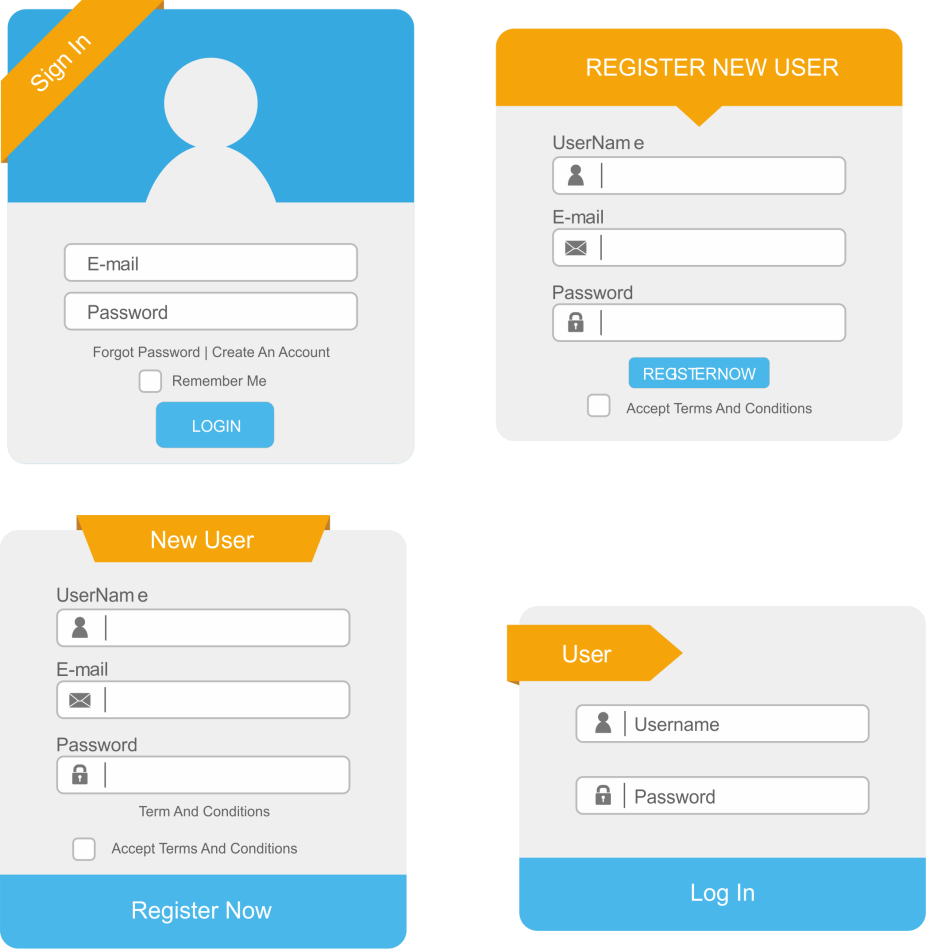 Sign In
E-mail
Password
Forgot Password | Create An Account
Remember Me
LOGIN
REGISTER NEW USER
UserName
E-mail
Password
REGISTERNOW
Accept Terms And Conditions
New User
UserName
E-mail
Password
Term And Conditions
Accept Terms And Conditions
Register Now
User
Username
Password
Log In